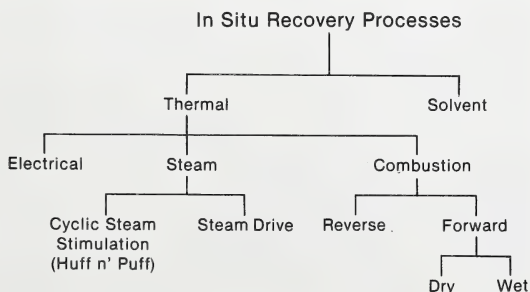 In Situ Recovery Processes
Thermal
Solvent
Electrical
Steam
Combustion
Cyclic Steam
Stimulation
(Huff n' Puff)
Steam Drive
Reverse
Forward
Dry
Wet